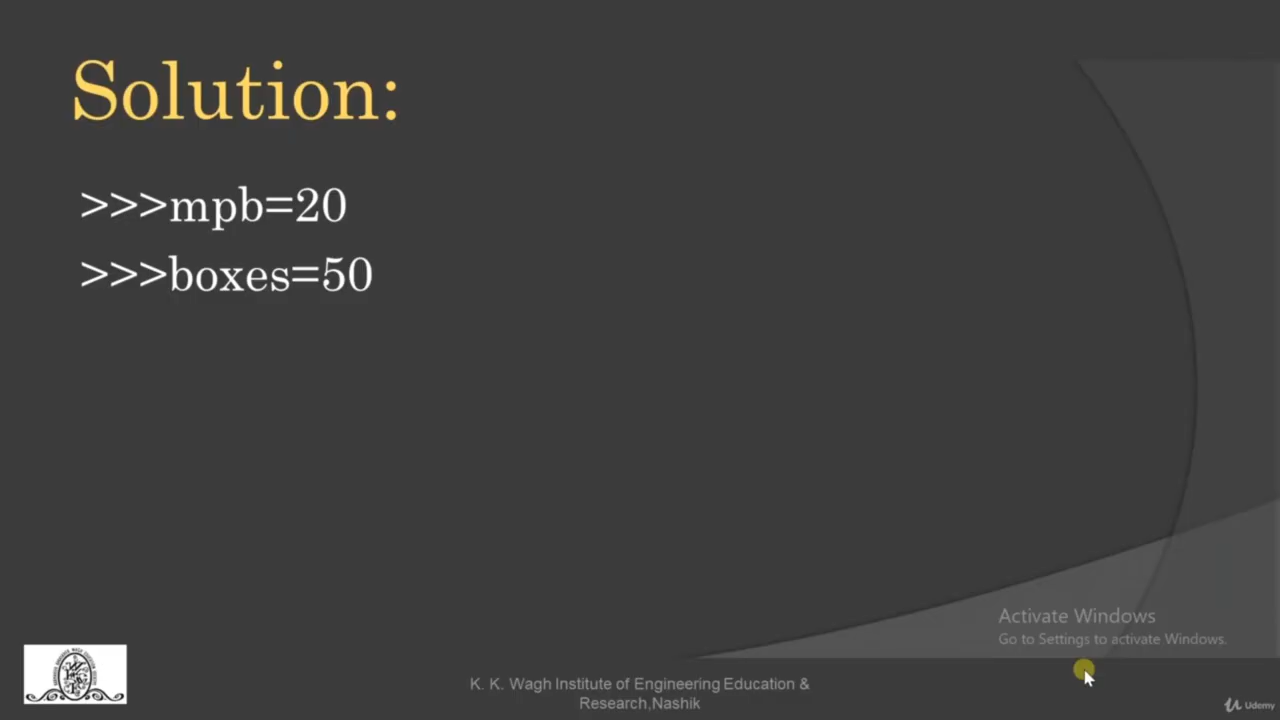 Solution:
>>>mpb=20
>>>boxes=50
Activate Windows
Go to Settings to activate Windows.
K. K. Wagh Institute of Engineering Education &
Research,Nashik
Udemy